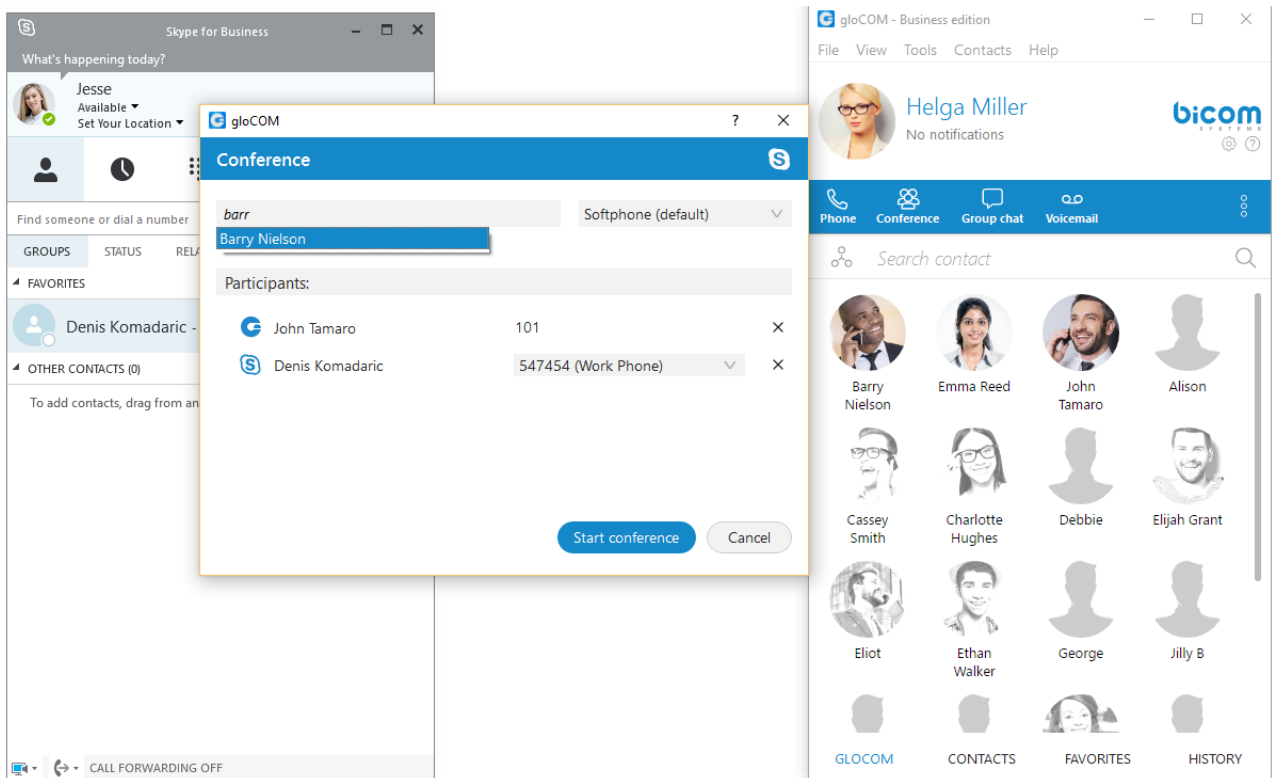 Skype for Business
What's happening today?
Jesse
Available
Set Your Location
Find someone or dial a number
GROUPS STATUS RELA
FAVORITES
Denis Komadaric -
OTHER CONTACTS (0)
To add contacts, drag from an
CALL FORWARDING OFF
gloCOM ?
Conference
barr Softphone (default)
Barry Nielson
Participants:
John Tamaro 101
Denis Komadaric 547454 (Work Phone)
Start conference Cancel
gloCOM - Business edition
File View Tools Contacts Help
Helga Miller
No notifications
bicom
SYSTEMS
Phone Conference Group chat Voicemail
Search contact
Barry Nielson
Emma Reed
John Tamaro
Alison
Cassey Smith
Charlotte Hughes
Debbie
Elijah Grant
Eliot
Ethan Walker
George
Jilly B
GLOCOM CONTACTS FAVORITES HISTORY